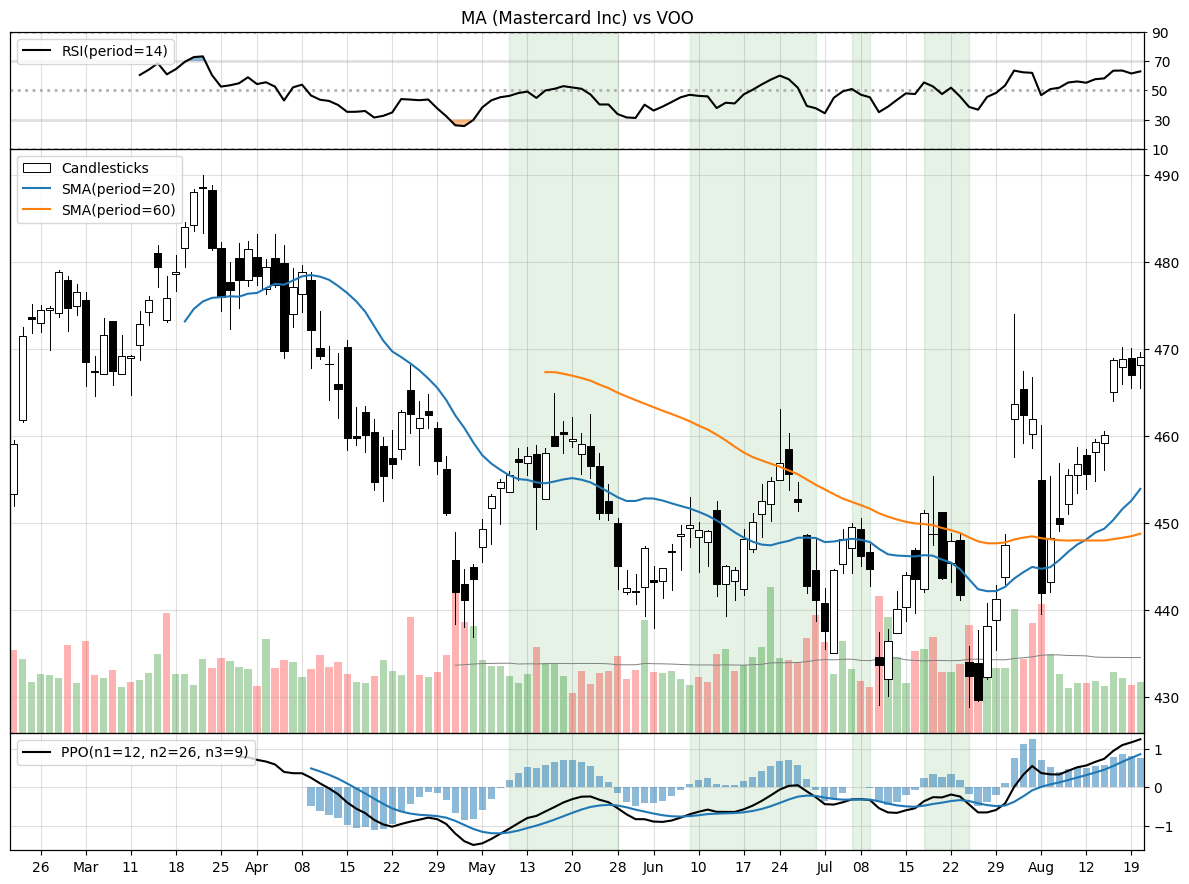 MA (Mastercard Inc) vs VOO
RSI(period=14)
90
70
50
30
10
Candlesticks
SMA(period=20)
SMA(period=60)
490
480
470
460
450
440
430
PPO(n1=12, n2=26, n3=9)
1
0
−1
26 Mar 11 18 25 Apr 08 15 22 29 May 13 20 28 Jun 10 17 24 Jul 08 15 22 29 Aug 12 19